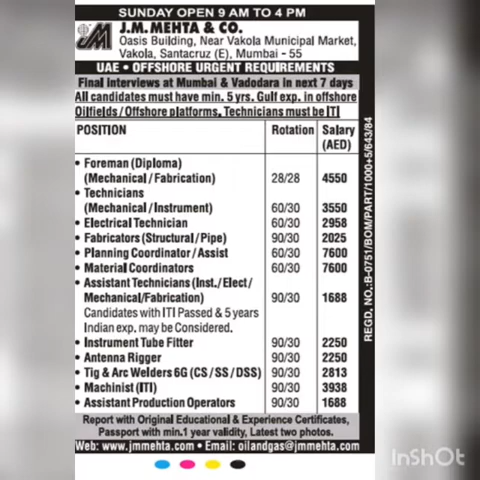 SUNDAY OPEN 9 AM TO 4 PM
JM
J.M. MEHTA & CO.
Oasis Building, Near Vakola Municipal Market,
Vakola, Santacruz (E), Mumbai - 55
UAE • OFFSHORE URGENT REQUIREMENTS
Final Interviews at Mumbai & Vadodara in next 7 days
All candidates must have min. 5 yrs. Gulf exp. in offshore
Oilfields / Offshore platforms, Technicians must be ITI
POSITION Rotation Salary
(AED)
• Foreman (Diploma)
(Mechanical / Fabrication) 28/28 4550
• Technicians
(Mechanical / Instrument) 60/30 3550
• Electrical Technician 60/30 2958
• Fabricators (Structural / Pipe) 90/30 2025
• Planning Coordinator / Assist 60/30 7600
• Material Coordinators 60/30 7600
• Assistant Technicians (Inst. / Elect /
Mechanical/Fabrication) 90/30 1688
Candidates with ITI Passed & 5 years
Indian exp. may be Considered.
• Instrument Tube Fitter 90/30 2250
• Antenna Rigger 90/30 2250
• Tig & Arc Welders 6G (CS / SS / DSS) 90/30 2813
• Machinist (ITI) 90/30 3938
• Assistant Production Operators 90/30 1688
Report with Original Educational & Experience Certificates,
Passport with min.1 year validity, Latest two photos.
Web: www.jmmehta.com • Email: oilandgas@jmmehta.com
REGD. NO.:B-0751/BOM/PART/1000+5/643/84
InShOt